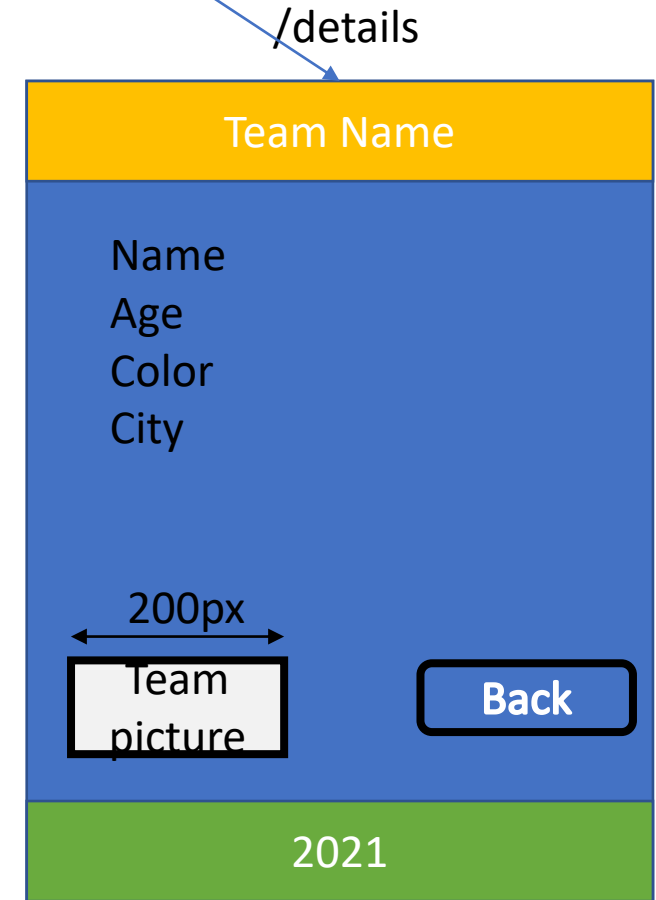 /details
Team Name
Name
Age
Color
City
200px
Team
picture
Back
2021